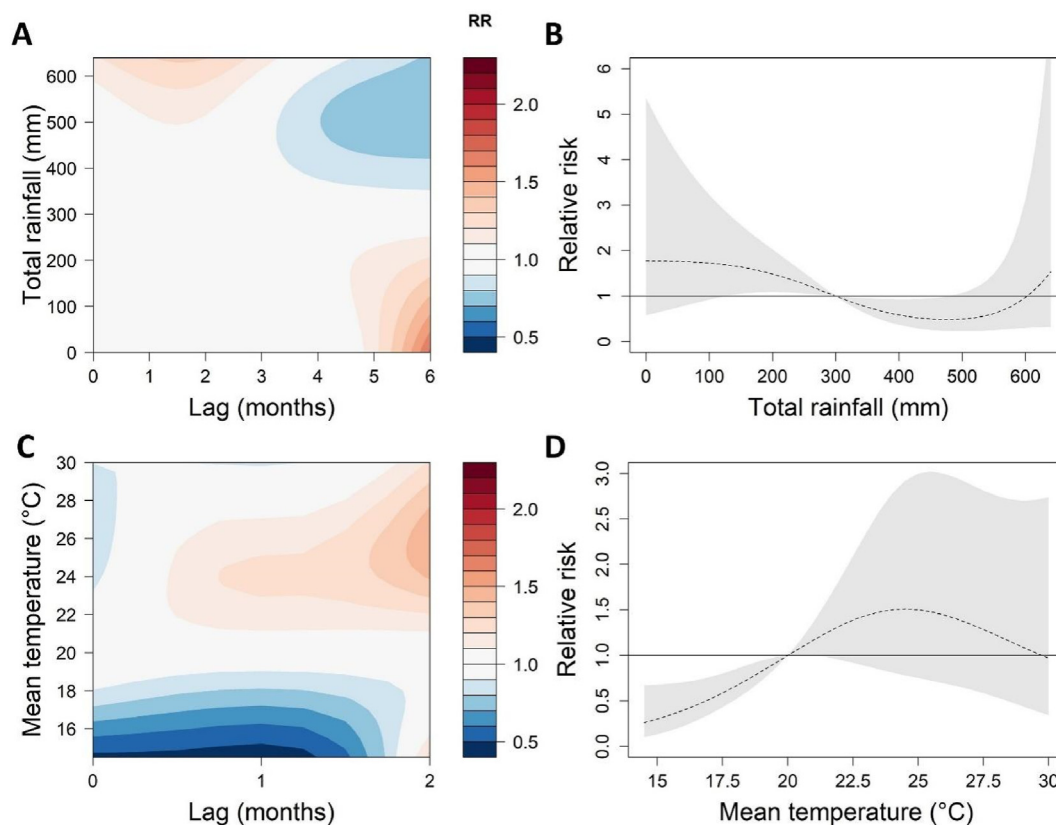 A
RR
B
Total rainfall (mm)
600
500
400
300
200
100
0
0 1 2 3 4 5 6
Lag (months)
2.0
1.5
1.0
0.5
Relative risk
6
5
4
3
2
1
0
0 100 200 300 400 500 600
Total rainfall (mm)
C
D
Mean temperature (°C)
30
28
26
24
22
20
18
16
0 1 2
Lag (months)
2.0
1.5
1.0
0.5
Relative risk
3.0
2.5
2.0
1.5
1.0
0.5
0.0
15 17.5 20 22.5 25 27.5 30
Mean temperature (°C)